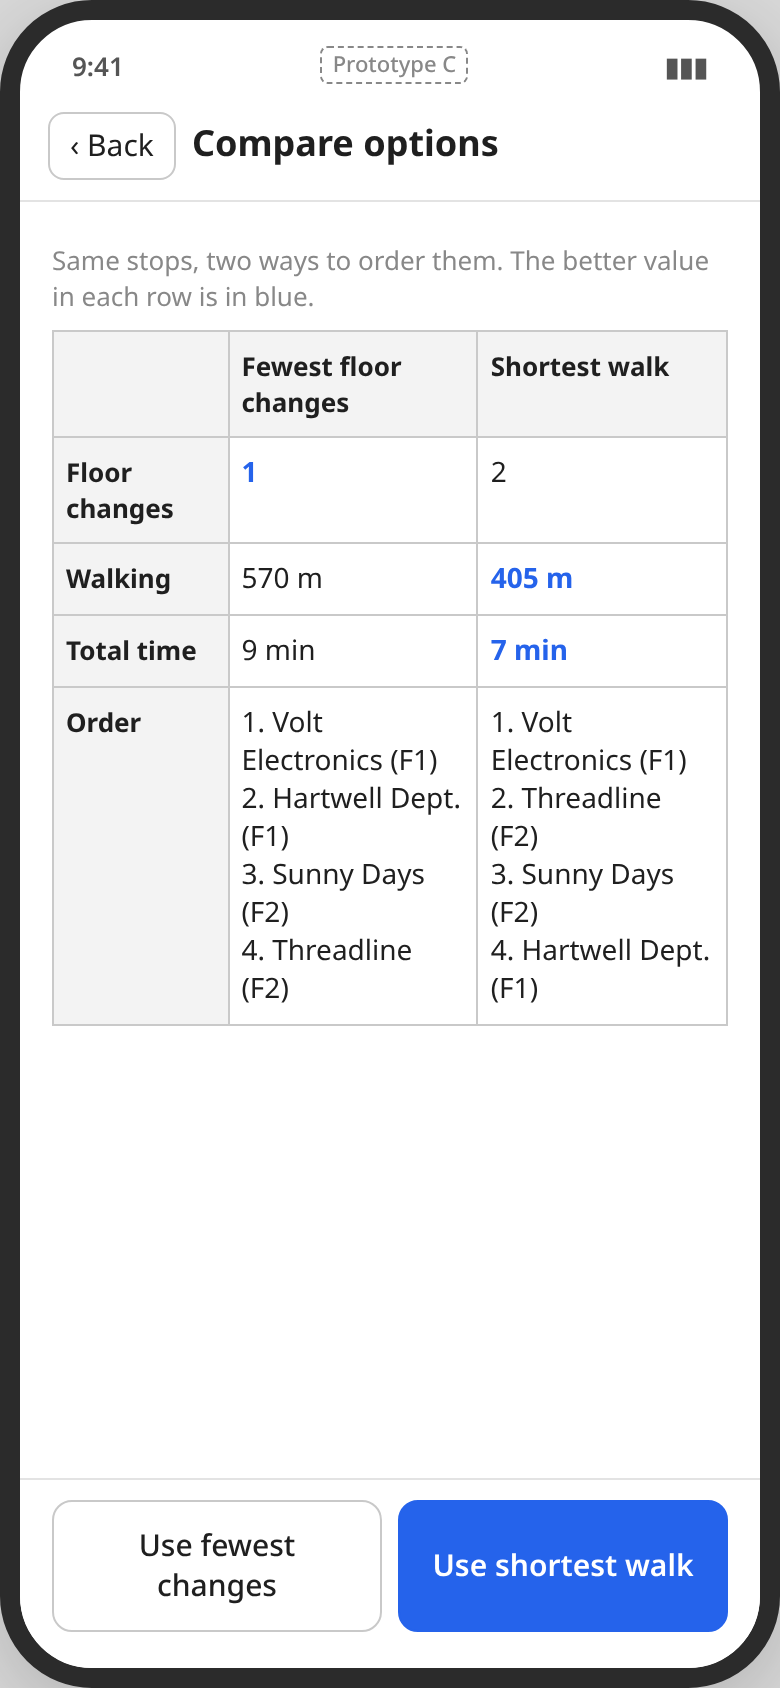 9:41
Prototype C
‹ Back
Compare options
Same stops, two ways to order them. The better value
in each row is in blue.
Fewest floor
changes
Shortest walk
Floor
changes
1
2
Walking
570 m
405 m
Total time
9 min
7 min
Order
1. Volt
Electronics (F1)
2. Hartwell Dept.
(F1)
3. Sunny Days
(F2)
4. Threadline
(F2)
1. Volt
Electronics (F1)
2. Threadline
(F2)
3. Sunny Days
(F2)
4. Hartwell Dept.
(F1)
Use fewest
changes
Use shortest walk